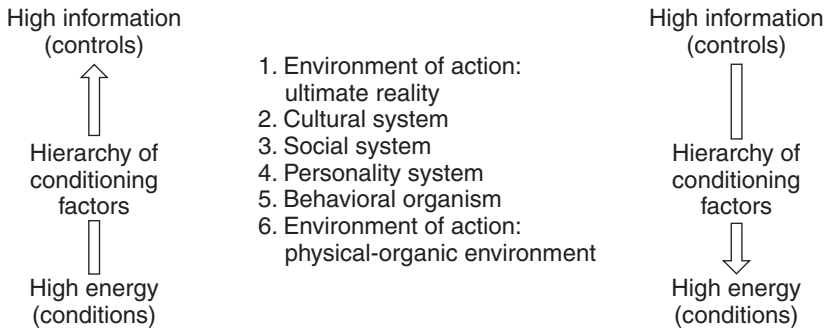 High information
(controls)
Hierarchy of
conditioning
factors
High energy
(conditions)
1. Environment of action:
ultimate reality
2. Cultural system
3. Social system
4. Personality system
5. Behavioral organism
6. Environment of action:
physical-organic environment
High information
(controls)
Hierarchy of
conditioning
factors
High energy
(conditions)